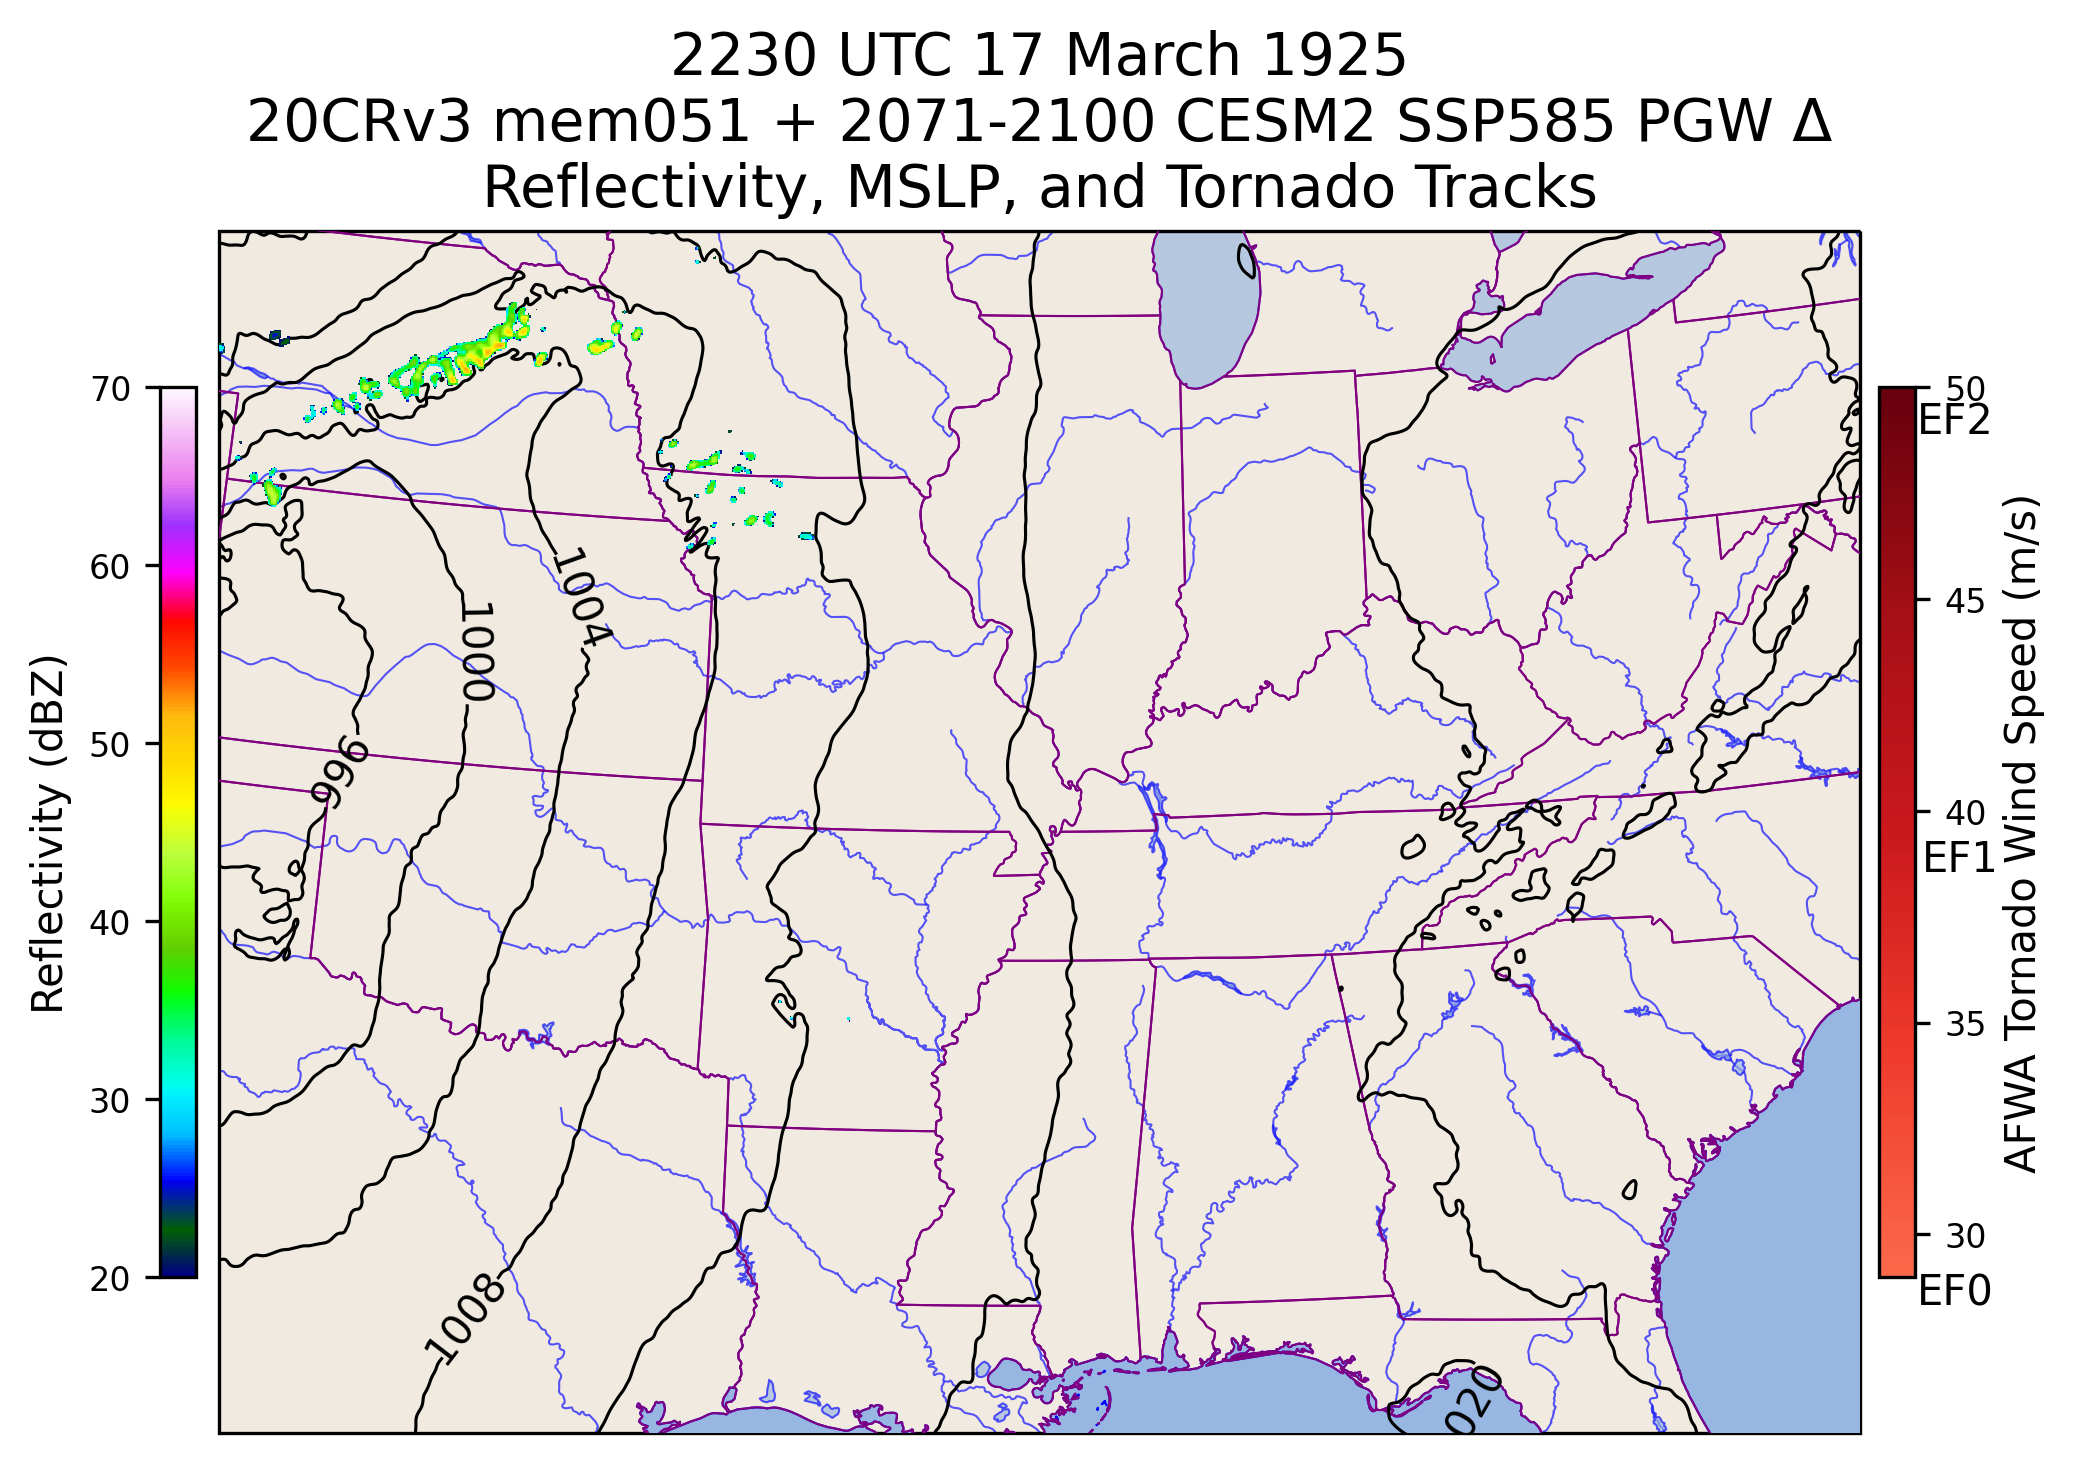 2230 UTC 17 March 1925
20CRv3 mem051 + 2071-2100 CESM2 SSP585 PGW Δ
Reflectivity, MSLP, and Tornado Tracks
Reflectivity (dBZ)
70
60
50
40
30
20
1004
1000
996
1008
020
50
EF2
45
40
EF1
35
30
EF0
AFWA Tornado Wind Speed (m/s)